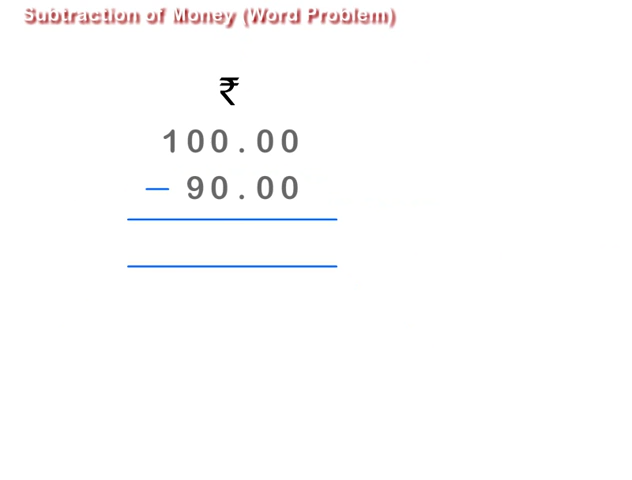 Subtraction of Money (Word Problem)
₹
100.00
— 90.00